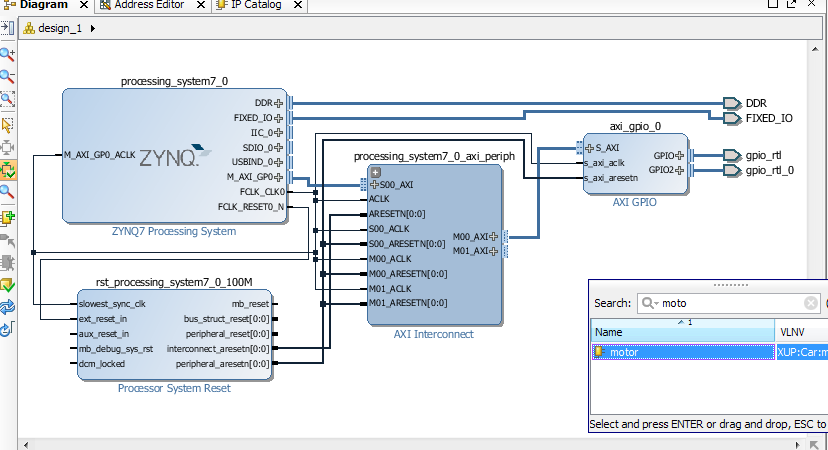 Diagram
Address Editor
IP Catalog
design_1
processing_system7_0
DDR
FIXED_IO
IIC_0
SDIO_0
USBIND_0
M_AXI_GP0
FCLK_CLK0
FCLK_RESET0_N
M_AXI_GP0_ACLK
ZYNQ
ZYNQ7 Processing System
rst_processing_system7_0_100M
slowest_sync_clk
ext_reset_in
aux_reset_in
mb_debug_sys_rst
dcm_locked
mb_reset
bus_struct_reset[0:0]
peripheral_reset[0:0]
interconnect_aresetn[0:0]
peripheral_aresetn[0:0]
Processor System Reset
processing_system7_0_axi_periph
S00_AXI
ACLK
ARESETN[0:0]
S00_ACLK
S00_ARESETN[0:0]
M00_ACLK
M00_ARESETN[0:0]
M01_ACLK
M01_ARESETN[0:0]
M00_AXI
M01_AXI
AXI Interconnect
axi_gpio_0
S_AXI
s_axi_aclk
s_axi_aresetn
GPIO
GPIO2
AXI GPIO
DDR
FIXED_IO
gpio_rtl
gpio_rtl_0
Search: moto
Name 1 VLNV
motor XUP:Car:m
Select and press ENTER or drag and drop, ESC to